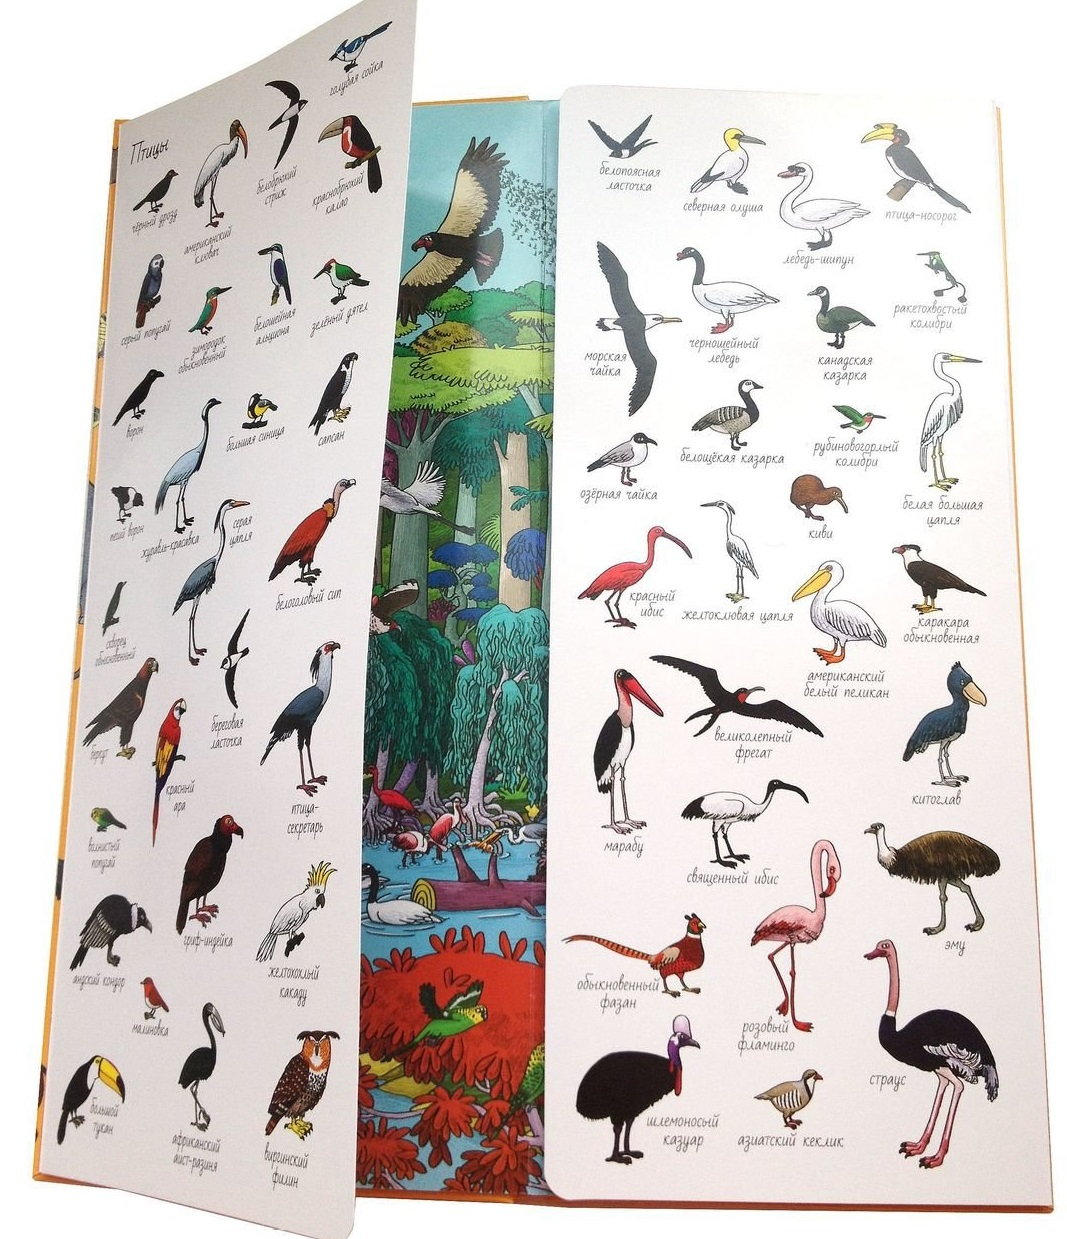 голубая сойка
Птицы
чёрный дрозд
американский
клювач
белобрюхий
стриж
краснобрюхий
калао
серый попугай
зимородок
обыкновенный
белошейная
альциона
зелёный дятел
ворон
большая синица
сапсан
пегий ворон
журавль-красавка
серая
цапля
белоголовый сип
скворец
обыкновенный
береговая
ласточка
беркут
красный
ара
птица-
секретарь
волнистый
попугай
гриф-индейка
андский кондор
желтохохлый
какаду
малиновка
большой
тукан
африканский
аист-разиня
виргинский
филин
белопоясная
ласточка
северная олуша
лебедь-шипун
птица-носорог
морская
чайка
черношейный
лебедь
канадская
казарка
ракетохвостый
колибри
озёрная чайка
белощёкая казарка
рубиновогорлый
колибри
белая большая
цапля
киви
красный
ибис
желтоклювая цапля
американский
белый пеликан
каракара
обыкновенная
марабу
великолепный
фрегат
китоглав
священный ибис
эму
обыкновенный
фазан
розовый
фламинго
страус
шлемоносый
казуар
азиатский кеклик